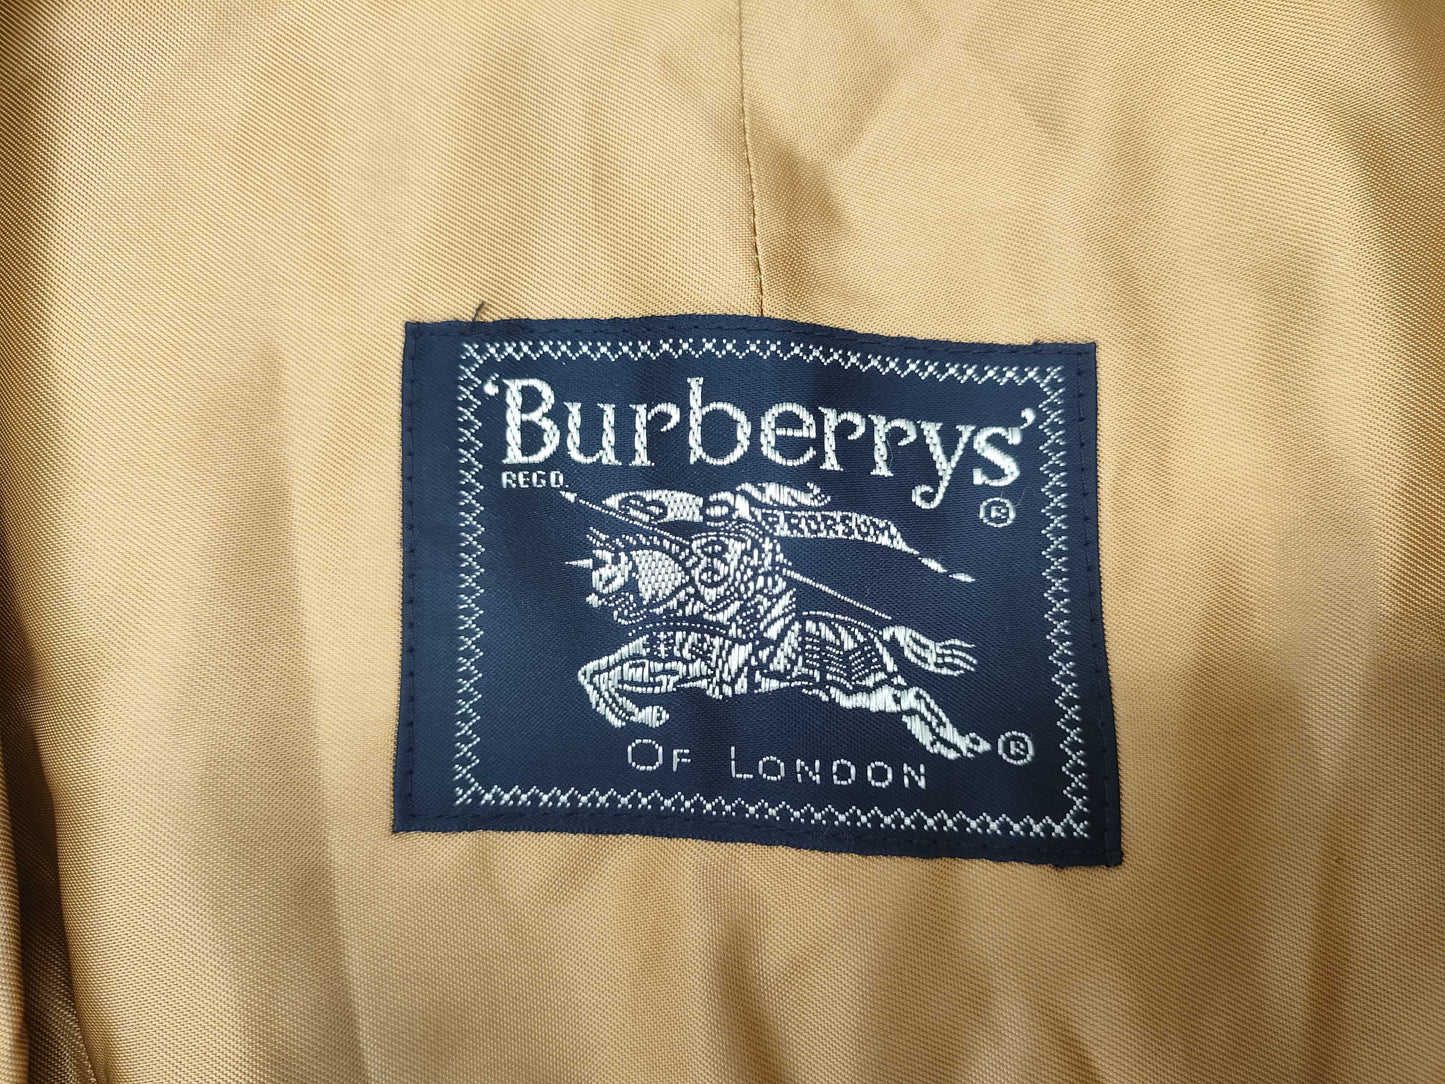 'Burberrys'
REGD.
®
PRORSUM
OF LONDON ®